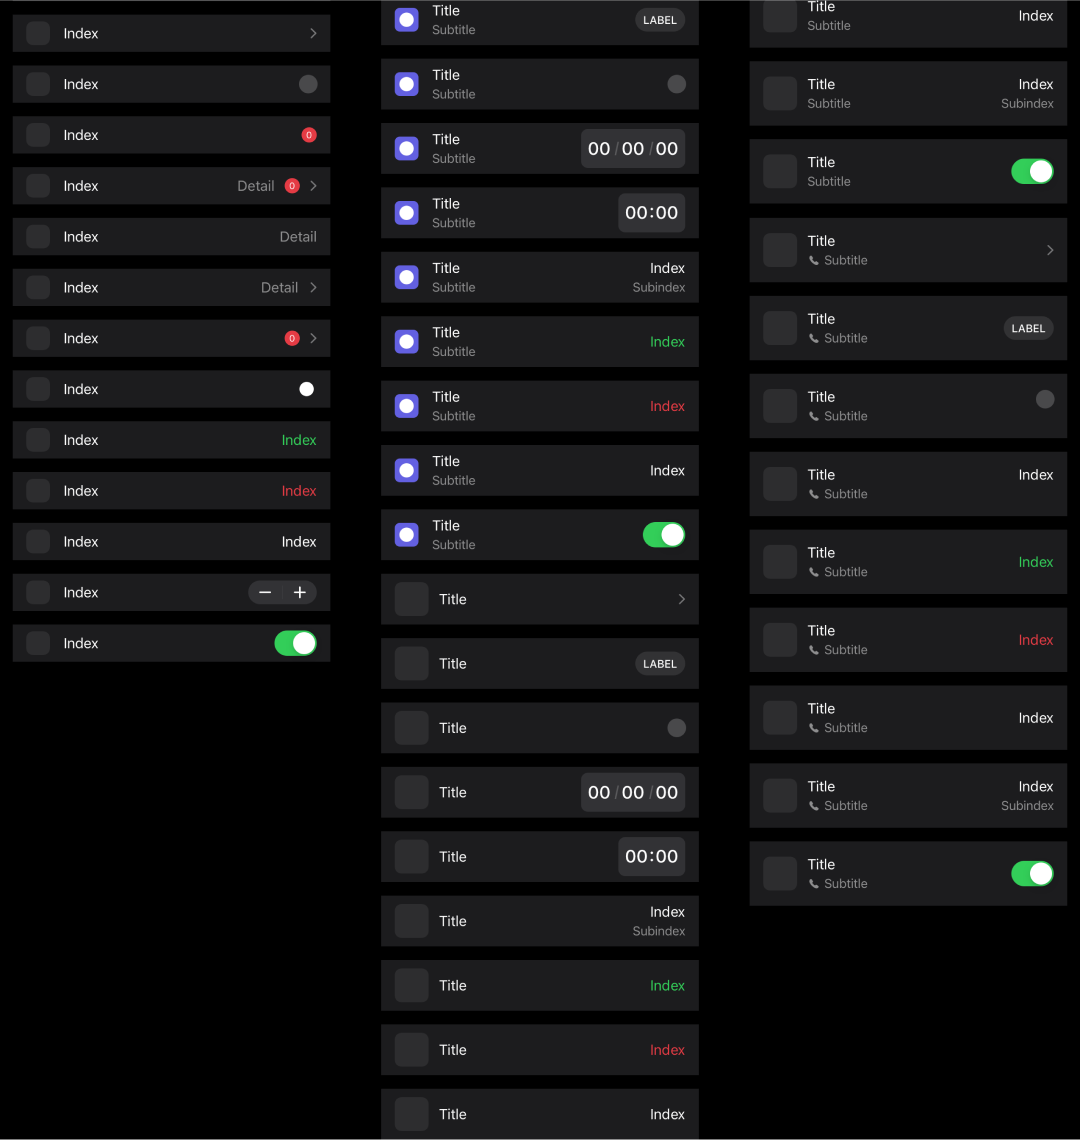 Index
Index
Index 0
Index Detail 0
Index Detail
Index Detail
Index 0
Index
Index Index
Index Index
Index Index
Index − +
Index
Title LABEL
Subtitle
Title
Subtitle
Title 00/00/00
Subtitle
Title 00:00
Subtitle
Title Index
Subtitle Subindex
Title Index
Subtitle
Title Index
Subtitle
Title Index
Subtitle
Title
Subtitle
Title
Title LABEL
Title
Title 00/00/00
Title 00:00
Title Index
Subindex
Title Index
Title Index
Title Index
Title Index
Subtitle
Title Index
Subtitle Subindex
Title
Subtitle
Title
Subtitle
Title LABEL
Subtitle
Title
Subtitle
Title Index
Subtitle
Title Index
Subtitle
Title Index
Subtitle
Title Index
Subtitle
Title Index
Subtitle Subindex
Title
Subtitle